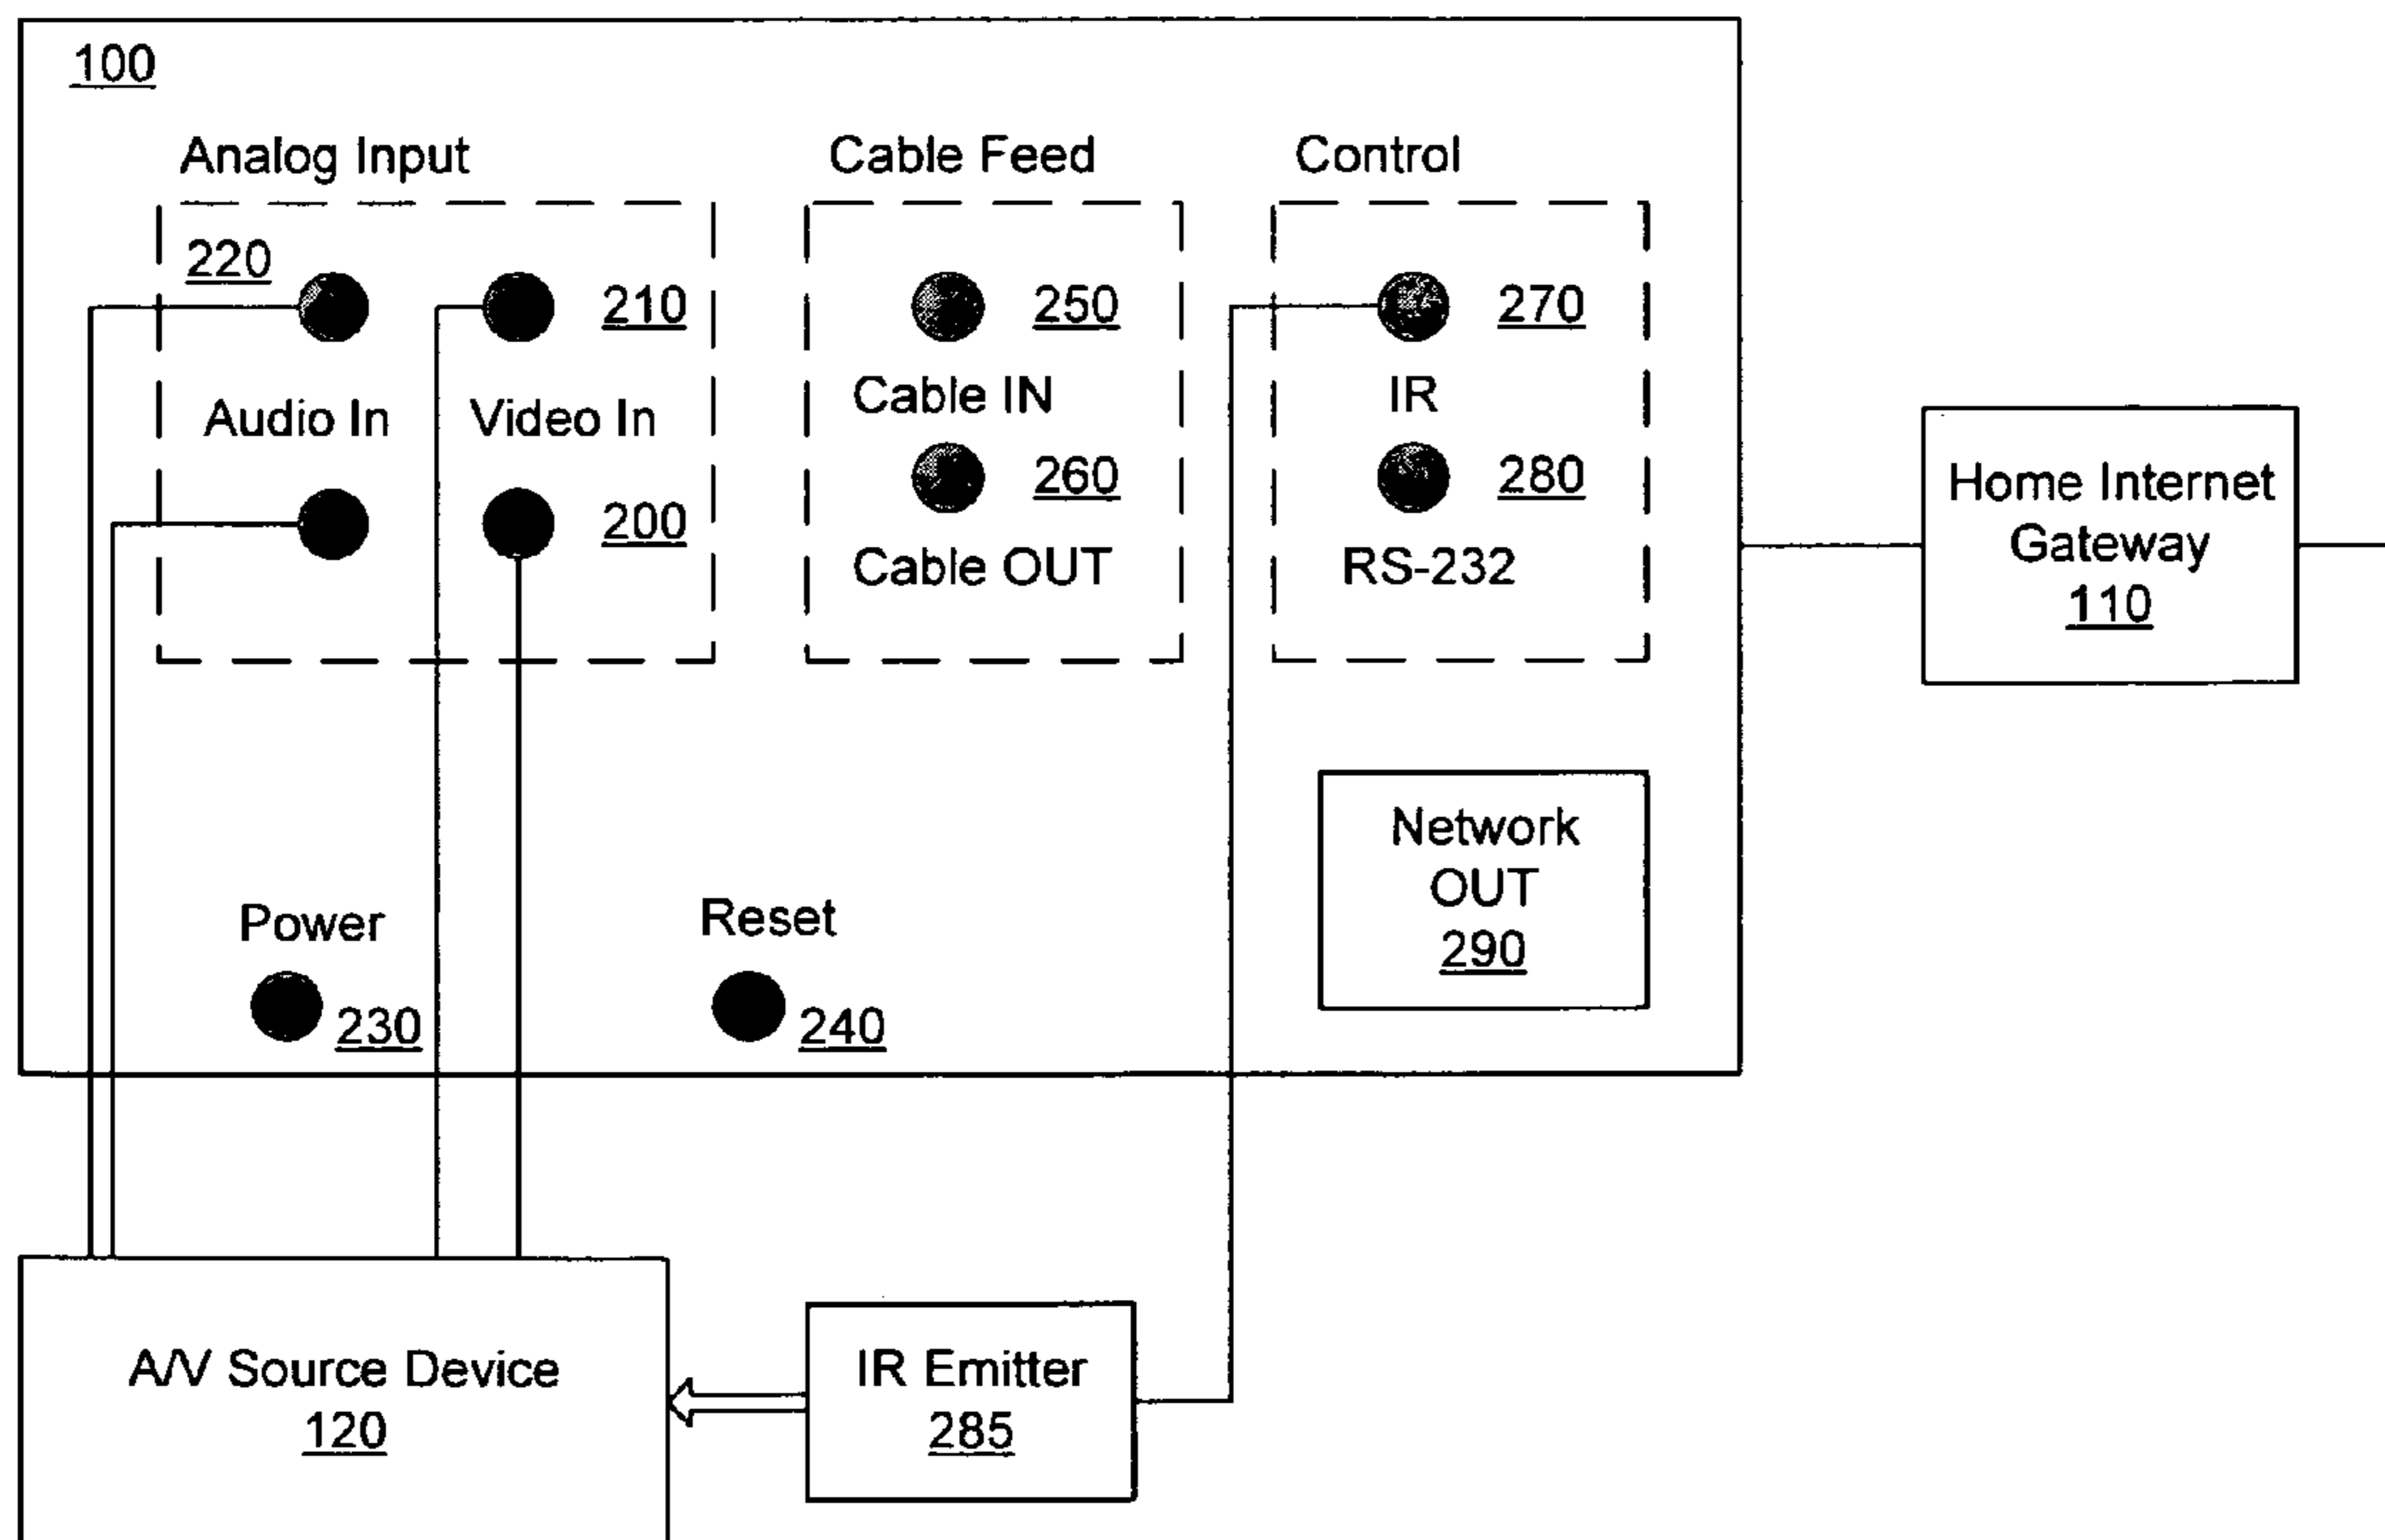 100
Analog Input
Cable Feed
Control
220
210
250
270
Audio In
Video In
Cable IN
IR
200
260
280
Cable OUT
RS-232
Home Internet
Gateway
110
Network
OUT
290
Power
230
Reset
240
A/V Source Device
120
IR Emitter
285